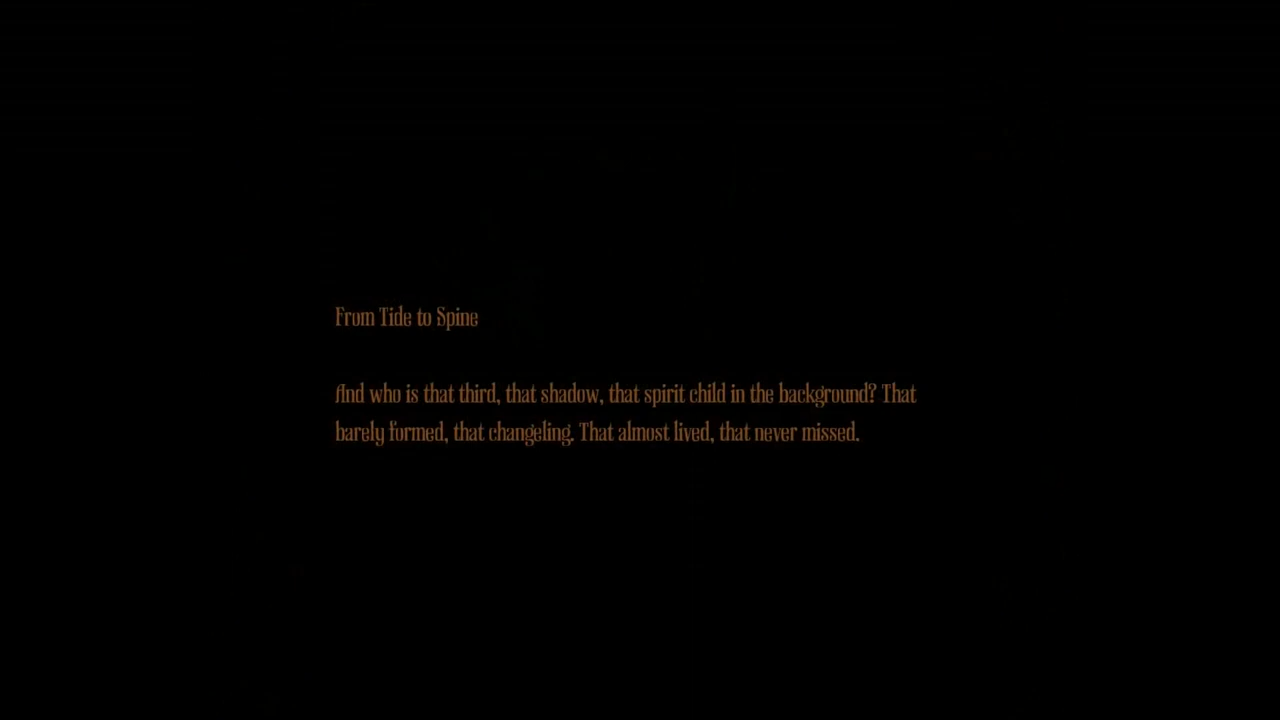 From Tide to Spine
And who is that third, that shadow, that spirit child in the background? That
barely formed, that changeling. That almost lived, that never missed.